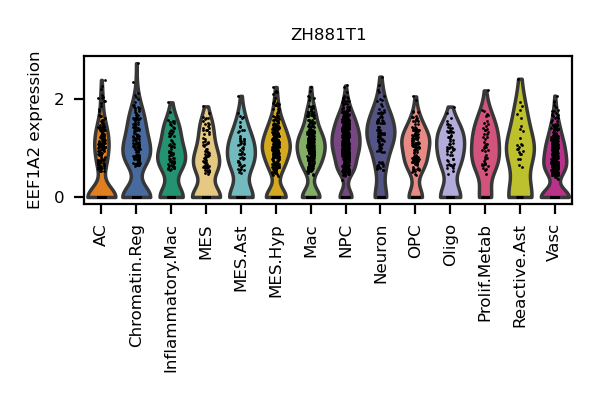 ZH881T1
EEF1A2 expression
2
0
AC
Chromatin.Reg
Inflammatory.Mac
MES
MES.Ast
MES.Hyp
Mac
NPC
Neuron
OPC
Oligo
Prolif.Metab
Reactive.Ast
Vasc